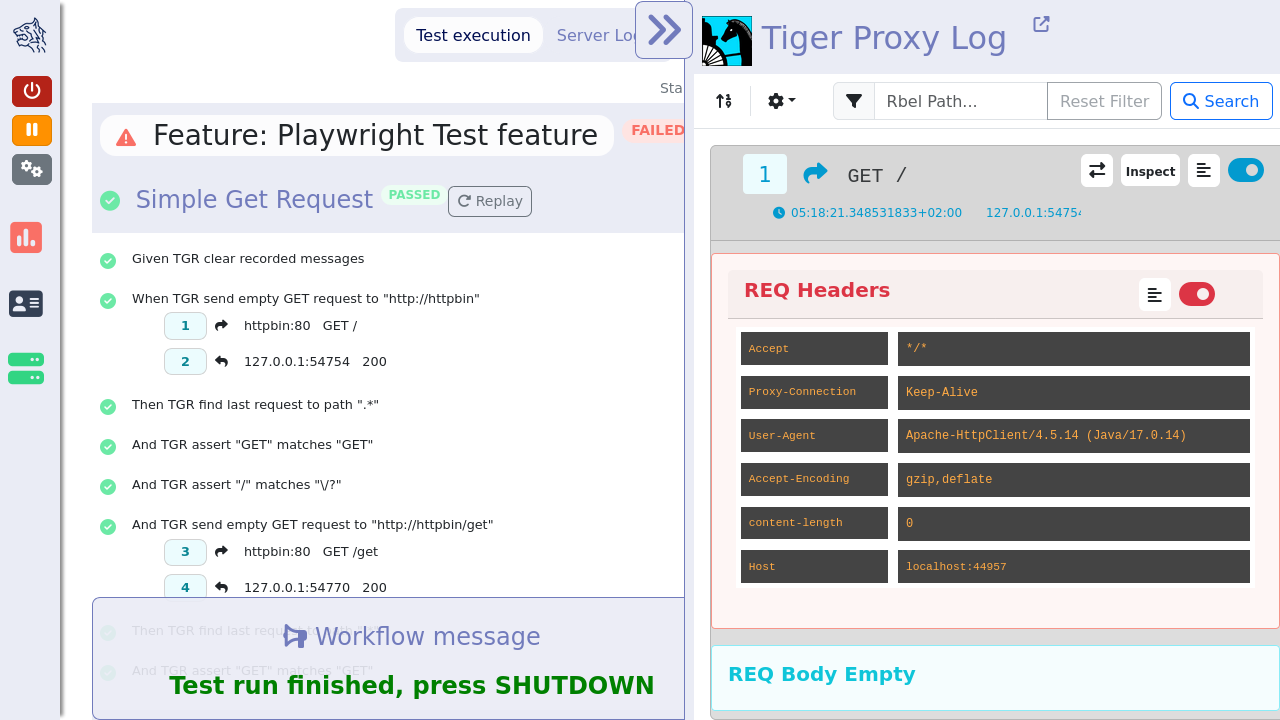 Test execution
Server Log
Sta
Feature: Playwright Test feature
FAILED
Simple Get Request
PASSED
Replay
Given TGR clear recorded messages
When TGR send empty GET request to "http://httpbin"
1 httpbin:80 GET /
2 127.0.0.1:54754 200
Then TGR find last request to path ".*"
And TGR assert "GET" matches "GET"
And TGR assert "/" matches "\/?"
And TGR send empty GET request to "http://httpbin/get"
3 httpbin:80 GET /get
4 127.0.0.1:54770 200
Then TGR find last request to path ".*"
And TGR assert "GET" matches "GET"
Workflow message
Test run finished, press SHUTDOWN
Tiger Proxy Log
Rbel Path...
Reset Filter
Search
1
GET /
Inspect
05:18:21.348531833+02:00
127.0.0.1:54754
REQ Headers
Accept */*
Proxy-Connection Keep-Alive
User-Agent Apache-HttpClient/4.5.14 (Java/17.0.14)
Accept-Encoding gzip,deflate
content-length 0
Host localhost:44957
REQ Body Empty